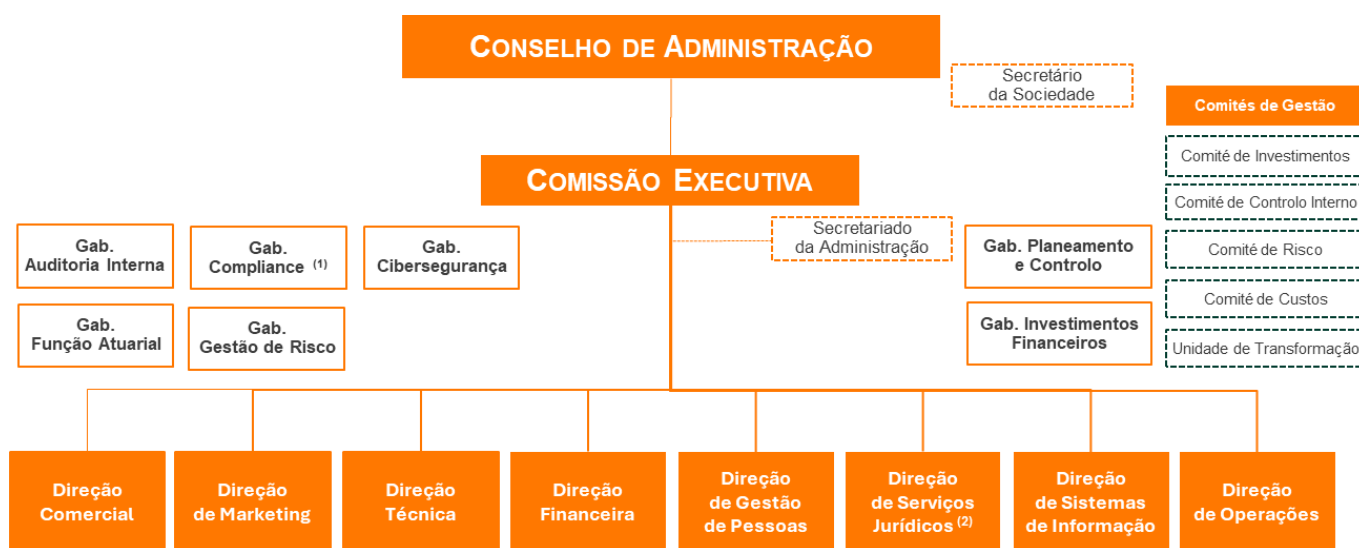 CONSELHO DE ADMINISTRAÇÃO
Secretário
da Sociedade
Comités de Gestão
Comité de Investimentos
Comité de Controlo Interno
Comité de Risco
Comité de Custos
Unidade de Transformação
COMISSÃO EXECUTIVA
Secretariado
da Administração
Gab.
Auditoria Interna
Gab.
Compliance (1)
Gab.
Cibersegurança
Gab. Planeamento
e Controlo
Gab.
Função Atuarial
Gab.
Gestão de Risco
Gab. Investimentos
Financeiros
Direção
Comercial
Direção
de Marketing
Direção
Técnica
Direção
Financeira
Direção
de Gestão
de Pessoas
Direção
de Serviços
Jurídicos (2)
Direção
de Sistemas
de Informação
Direção
de Operações